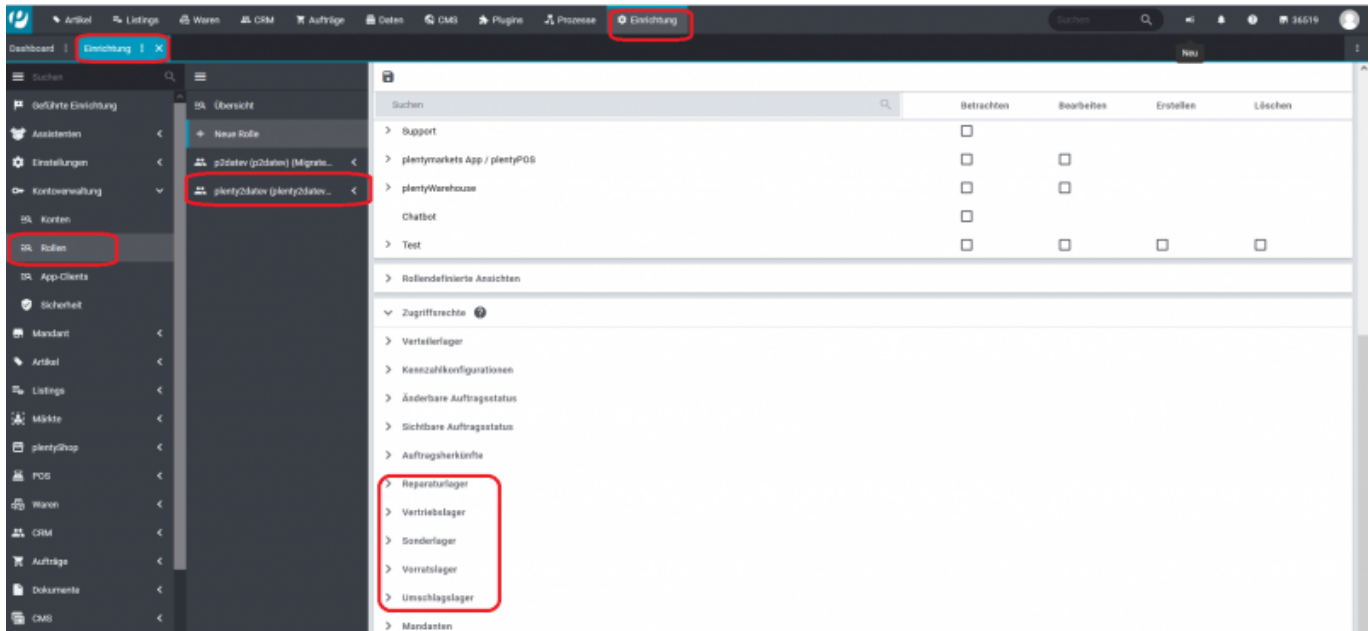 Artikel Listings Waren CRM Aufträge Daten CMS Plugins Prozesse Einrichtung Suchen 36519
Dashboard Einrichtung Neu
Suchen
Geführte Einrichtung
Assistenten
Einstellungen
Kontoverwaltung
Konten
Rollen
App-Clients
Sicherheit
Mandant
Artikel
Listings
Märkte
plentyShop
POS
Waren
CRM
Aufträge
Dokumente
CMS
Übersicht
Neue Rolle
p2datev (p2datev) (Migrate...
plenty2datev (plenty2datev...
Suchen Betrachten Bearbeiten Erstellen Löschen
Support
plentymarkets App / plentyPOS
plentyWarehouse
Chatbot
Test
Rollendefinierte Ansichten
Zugriffsrechte
Verteilerlager
Kennzahlkonfigurationen
Änderbare Auftragsstatus
Sichtbare Auftragsstatus
Auftragsherkünfte
Reparaturlager
Vertriebslager
Sonderlager
Vorratslager
Umschlagslager
Mandanten